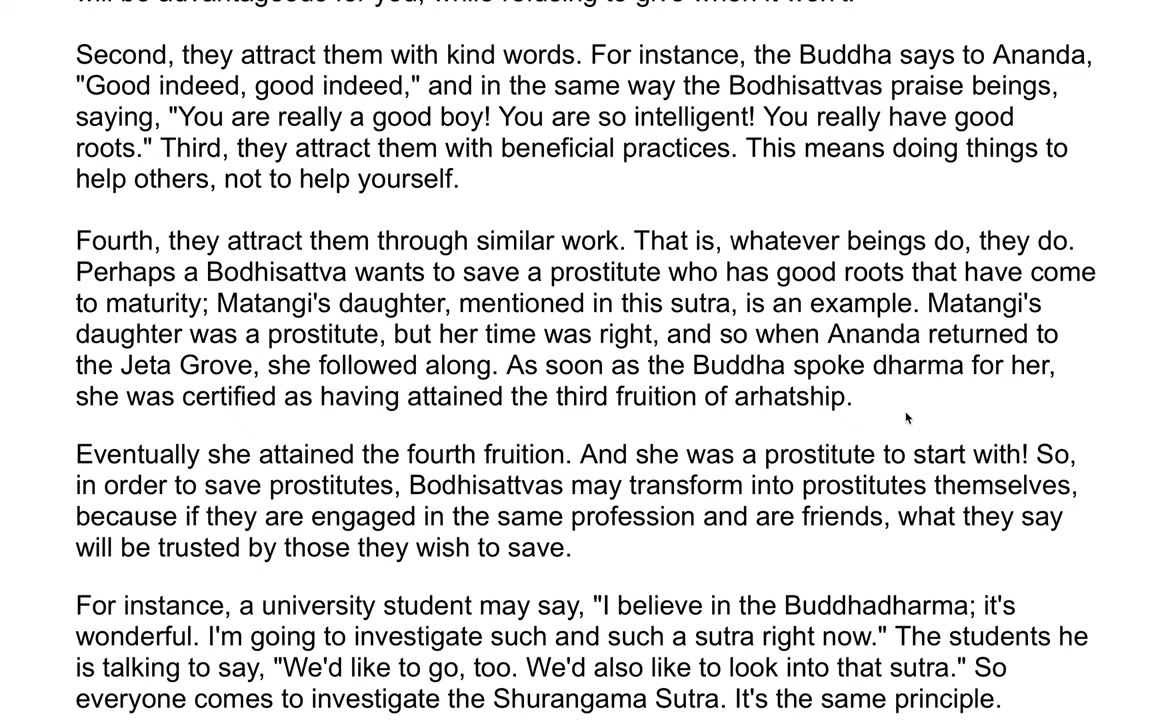 Second, they attract them with kind words. For instance, the Buddha says to Ananda,
"Good indeed, good indeed," and in the same way the Bodhisattvas praise beings,
saying, "You are really a good boy! You are so intelligent! You really have good
roots." Third, they attract them with beneficial practices. This means doing things to
help others, not to help yourself.
Fourth, they attract them through similar work. That is, whatever beings do, they do.
Perhaps a Bodhisattva wants to save a prostitute who has good roots that have come
to maturity; Matangi's daughter, mentioned in this sutra, is an example. Matangi's
daughter was a prostitute, but her time was right, and so when Ananda returned to
the Jeta Grove, she followed along. As soon as the Buddha spoke dharma for her,
she was certified as having attained the third fruition of arhatship.
Eventually she attained the fourth fruition. And she was a prostitute to start with! So,
in order to save prostitutes, Bodhisattvas may transform into prostitutes themselves,
because if they are engaged in the same profession and are friends, what they say
will be trusted by those they wish to save.
For instance, a university student may say, "I believe in the Buddhadharma; it's
wonderful. I'm going to investigate such and such a sutra right now." The students he
is talking to say, "We'd like to go, too. We'd also like to look into that sutra." So
everyone comes to investigate the Shurangama Sutra. It's the same principle.